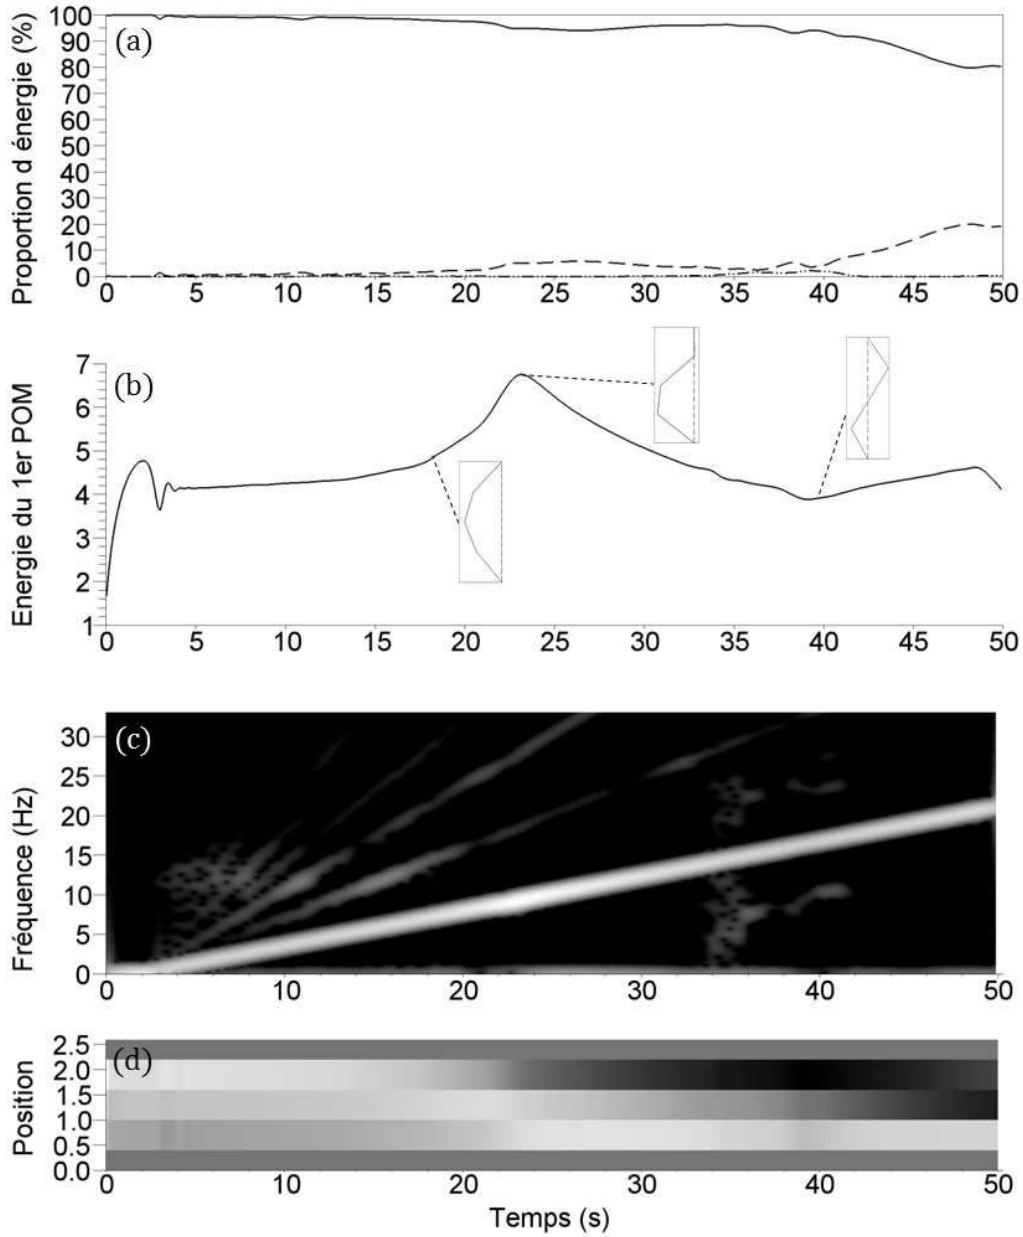 (a)
Proportion d énergie (%)
100
90
80
70
60
50
40
30
20
10
0
0 5 10 15 20 25 30 35 40 45 50
(b)
Energie du 1er POM
7
6
5
4
3
2
1
0 5 10 15 20 25 30 35 40 45 50
(c)
Fréquence (Hz)
30
25
20
15
10
5
0
0 10 20 30 40 50
(d)
Position
2.5
2.0
1.5
1.0
0.5
0.0
0 10 20 30 40 50
Temps (s)